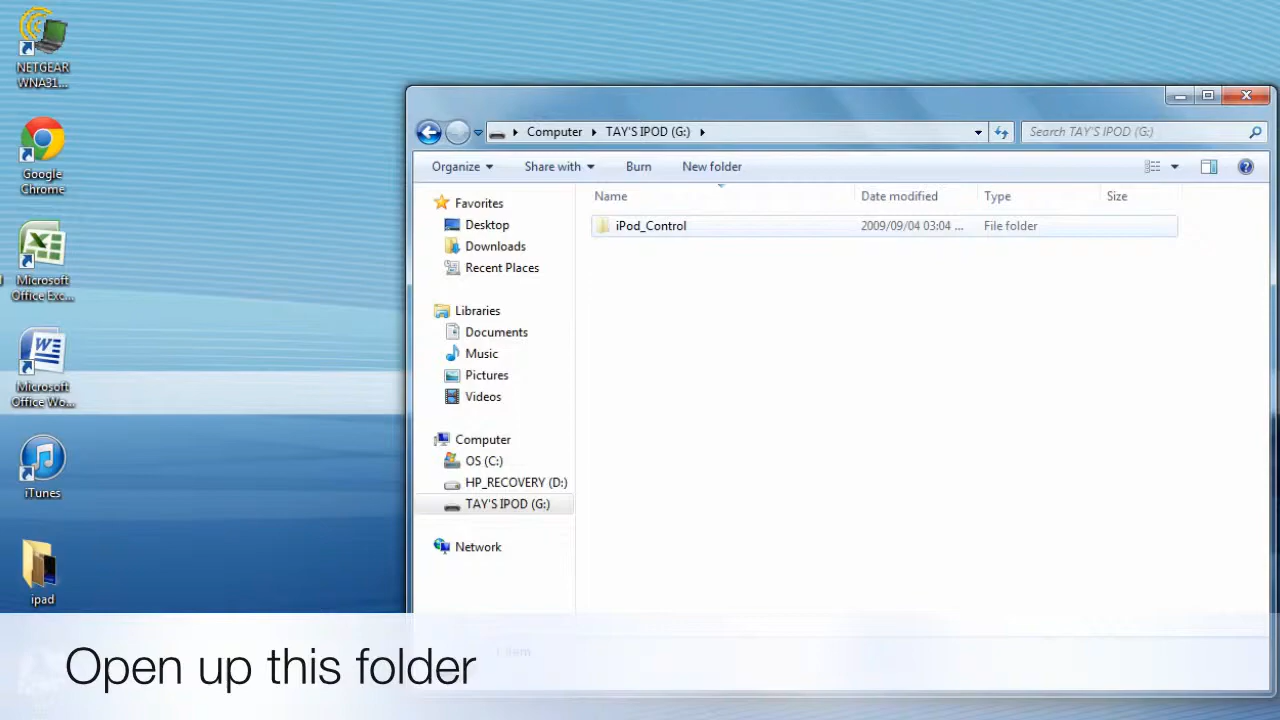 NETGEAR
WNA31...
Google
Chrome
Microsoft
Office Exc...
Microsoft
Office Wo...
iTunes
ipad
Computer
TAY'S IPOD (G:)
Search TAY'S IPOD (G:)
Organize
Share with
Burn
New folder
Name
Date modified
Type
Size
iPod_Control
2009/09/04 03:04 ...
File folder
Favorites
Desktop
Downloads
Recent Places
Libraries
Documents
Music
Pictures
Videos
Computer
OS (C:)
HP_RECOVERY (D:)
TAY'S IPOD (G:)
Network
1 item
Open up this folder